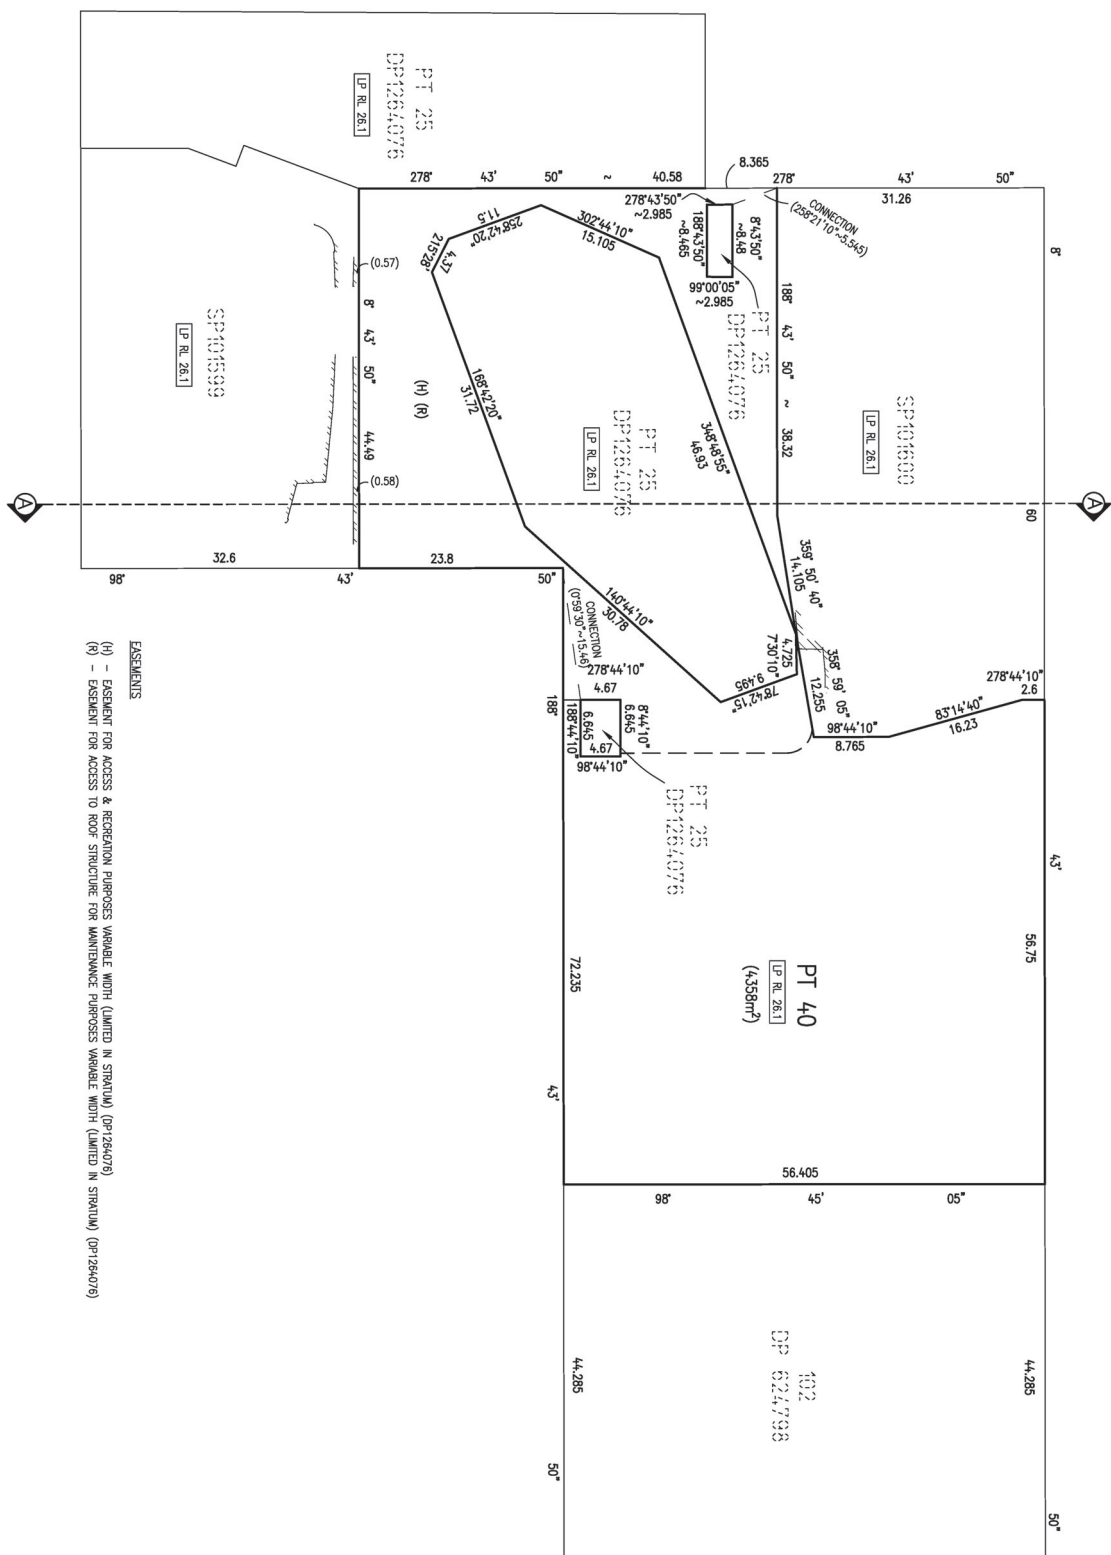 PT 25
DP1264076
LP RL 26.1
278° 43' 50" ~ 40.58
8.365
278° 43' 50"
31.26
CONNECTION
(258°21'10"~5.545)
278°43'50"
~2.985
8°43'50"
~8.48
188°43'50"
~8.465
99°00'05"
~2.985
PT 25
DP1264076
302°44'10"
15.105
258°42'20"
11.5
215°28'
4.37
(0.57)
188° 43' 50" ~ 38.32
8°
60
SP101600
LP RL 26.1
SP101599
LP RL 26.1
8° 43' 50" 44.49
(H) (R)
168°42'20"
31.72
PT 25
DP1264076
LP RL 26.1
348°48'55"
46.93
(0.58)
A
A
32.6
23.8
98° 43' 50"
359° 50' 40"
14.105
358° 59' 05"
12.255
4.725
7°30'10"
78°42'15"
9.495
140°44'10"
30.78
CONNECTION
(0°59'30"~15.46)
278°44'10"
4.67
8°44'10"
6.645
6.645
188°44'10"
4.67
98°44'10"
98°44'10"
8.765
83°14'40"
16.23
278°44'10"
2.6
PT 25
DP1264076
188°
43'
56.75
72.235
PT 40
LP RL 26.1
(4358m²)
43'
56.405
98° 45' 05"
102
DP 624798
44.285
44.285
50"
50"
EASEMENTS
(H) – EASEMENT FOR ACCESS & RECREATION PURPOSES VARIABLE WIDTH (LIMITED IN STRATUM) (DP1264076)
(R) – EASEMENT FOR ACCESS TO ROOF STRUCTURE FOR MAINTENANCE PURPOSES VARIABLE WIDTH (LIMITED IN STRATUM) (DP1264076)